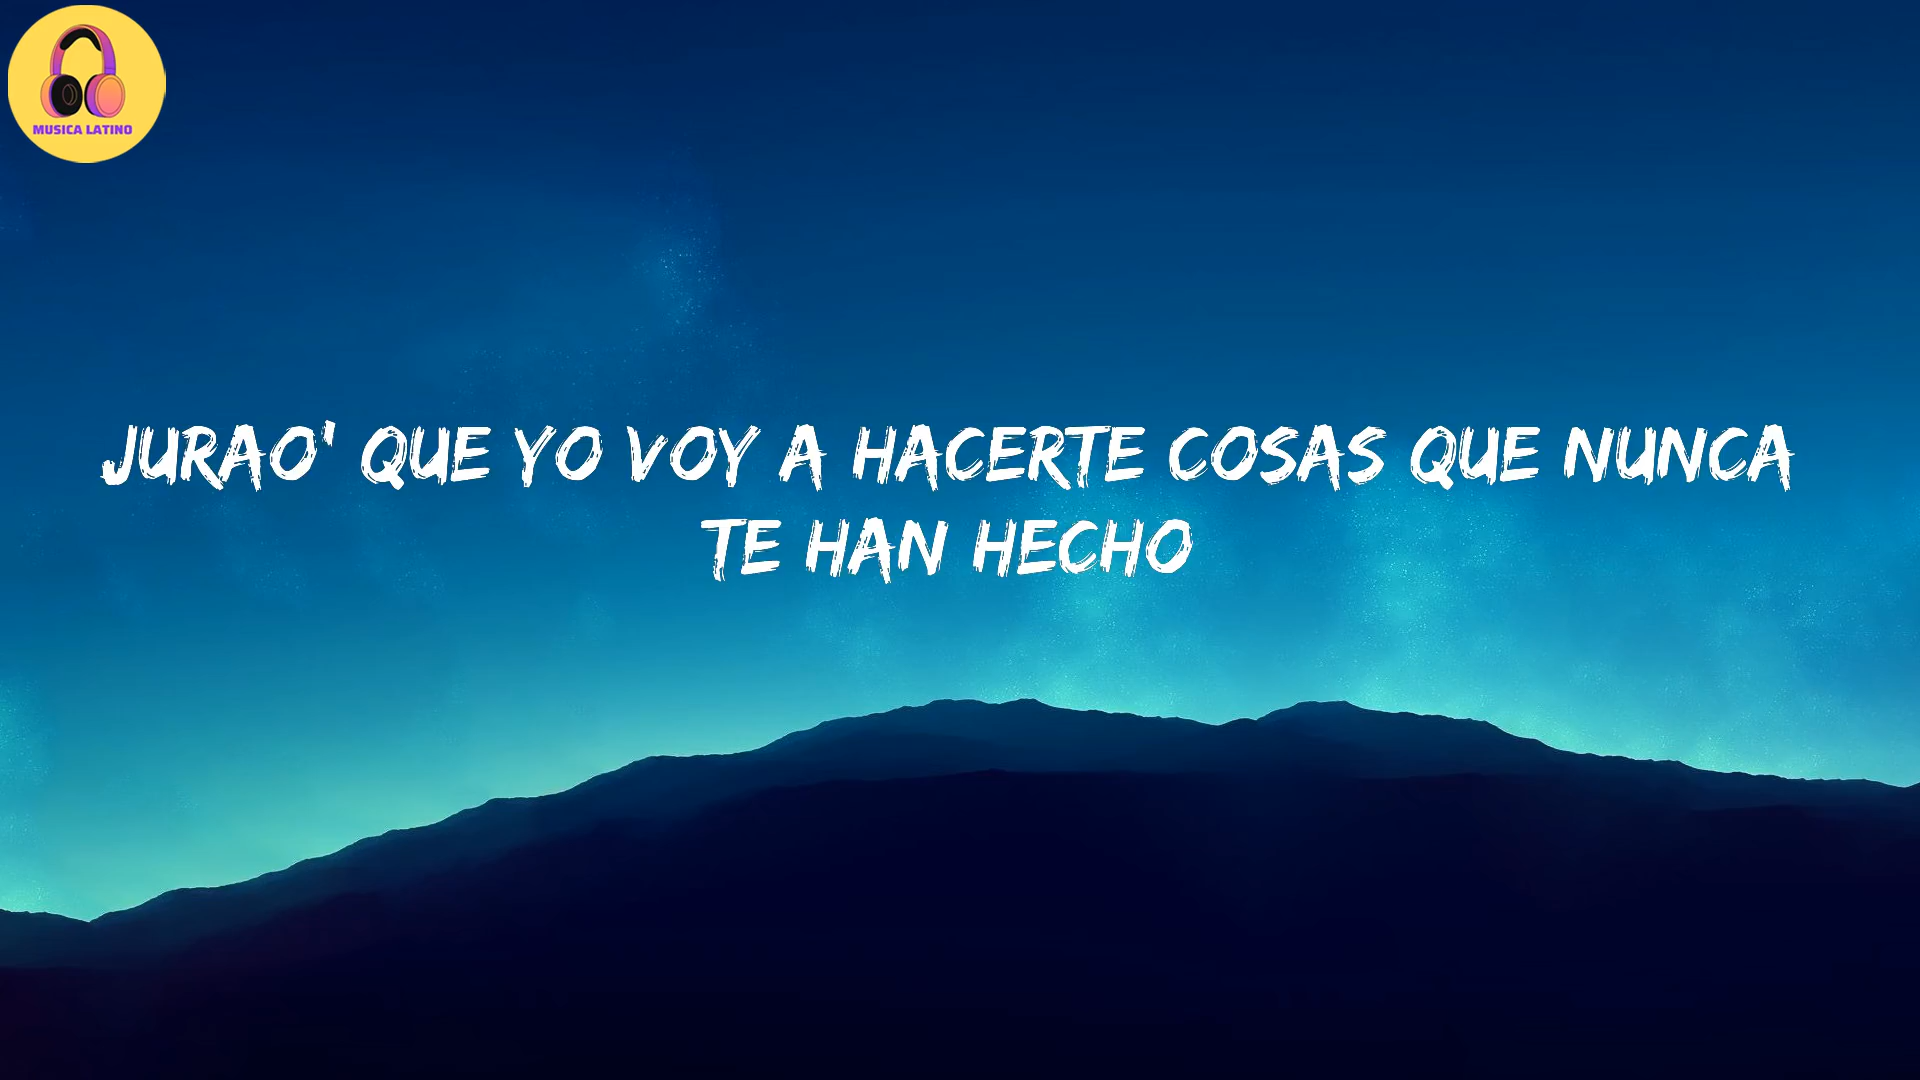 MUSICA LATINO
JURAO' QUE YO VOY A HACERTE COSAS QUE NUNCA
TE HAN HECHO